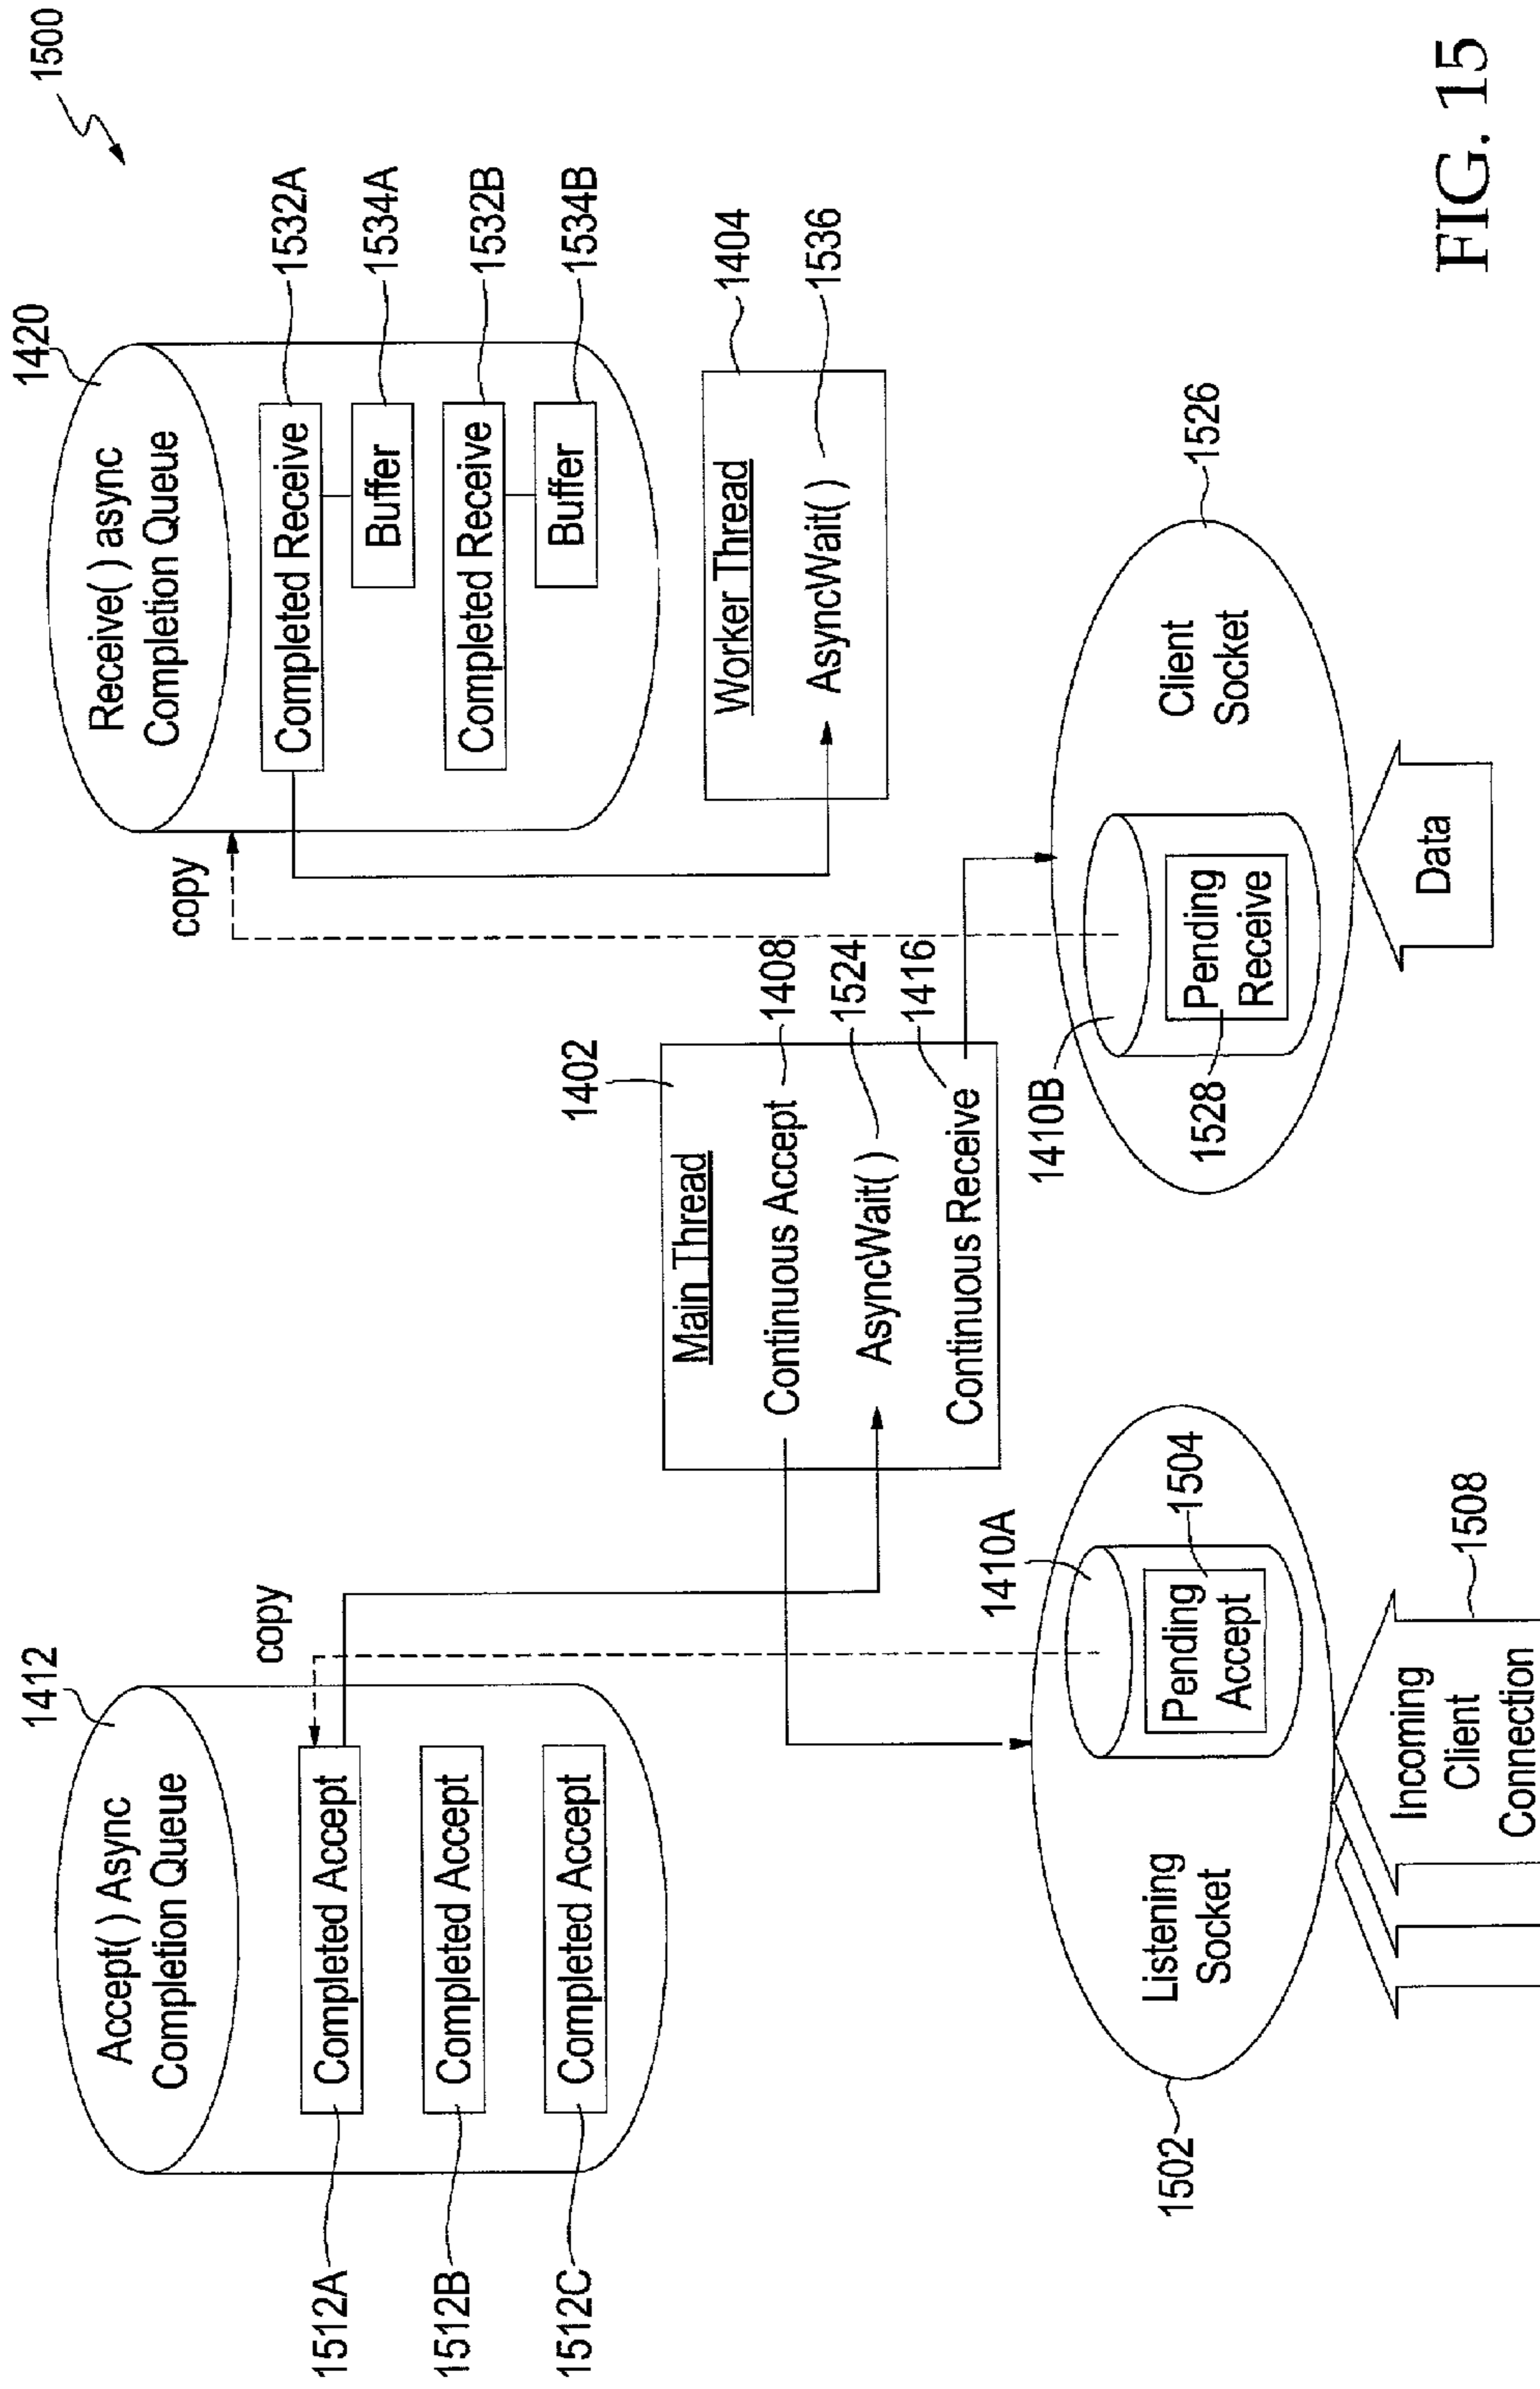 1500
1412
Accept( ) Async
Completion Queue
1512A
Completed Accept
1512B
Completed Accept
1512C
Completed Accept
copy
1420
Receive( ) async
Completion Queue
Completed Receive
1532A
Buffer
1534A
Completed Receive
1532B
Buffer
1534B
copy
1402
Main Thread
Continuous Accept
1408
AsyncWait( )
1524
Continuous Receive
1416
Worker Thread
1404
AsyncWait( )
1536
1502
Listening
Socket
1410A
Pending
Accept
1504
Incoming
Client
Connection
1508
1410B
1528
Pending
Receive
Client
Socket
1526
Data
FIG. 15